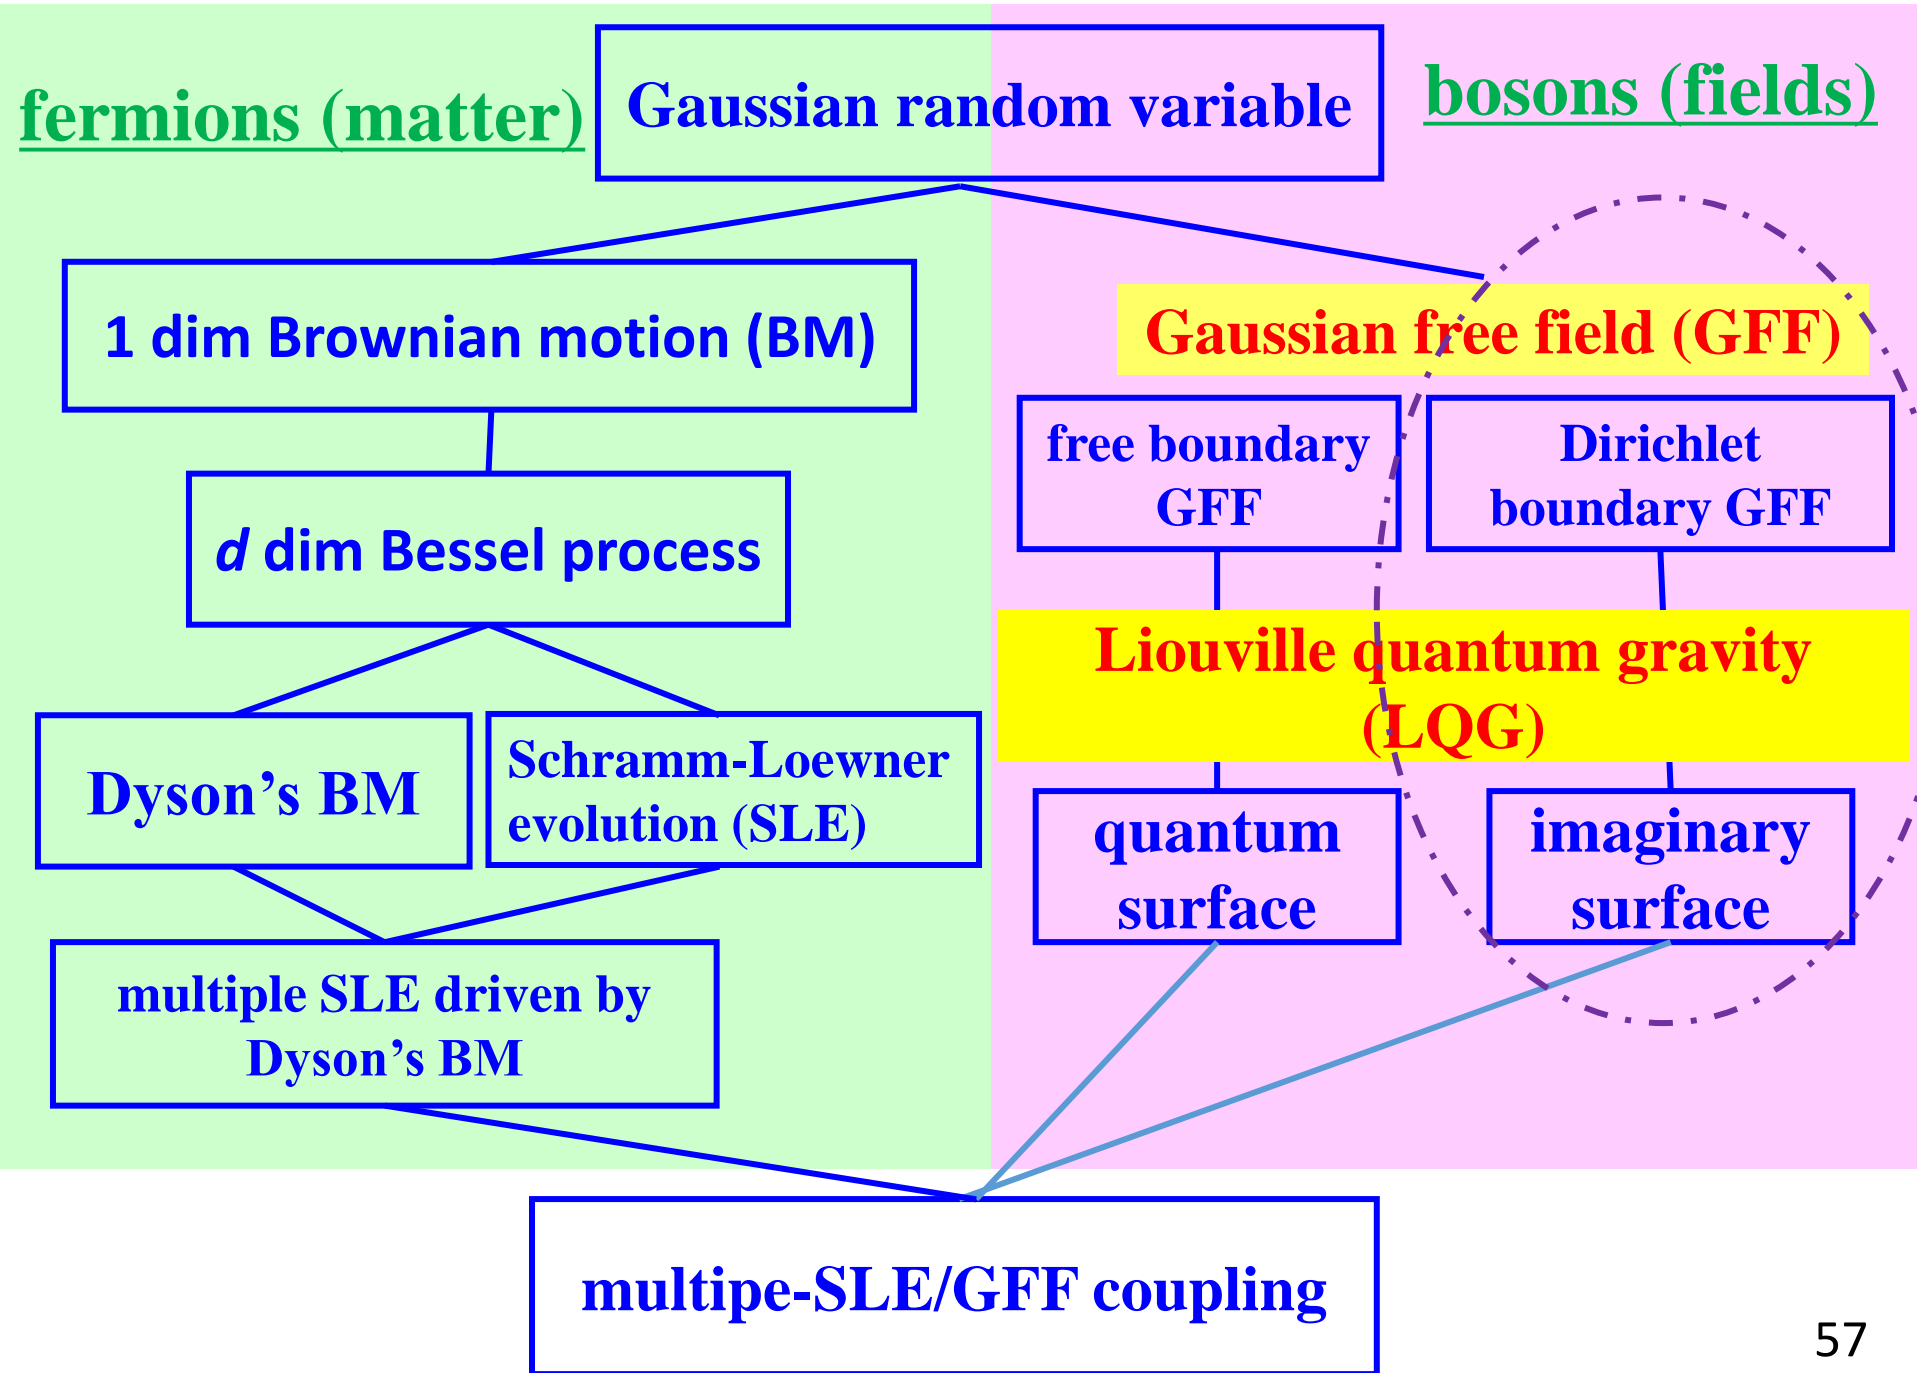 fermions (matter)
Gaussian random variable
bosons (fields)
1 dim Brownian motion (BM)
Gaussian free field (GFF)
free boundary
GFF
Dirichlet
boundary GFF
d dim Bessel process
Liouville quantum gravity
(LQG)
Dyson’s BM
Schramm-Loewner
evolution (SLE)
quantum
surface
imaginary
surface
multiple SLE driven by
Dyson’s BM
multipe-SLE/GFF coupling
57